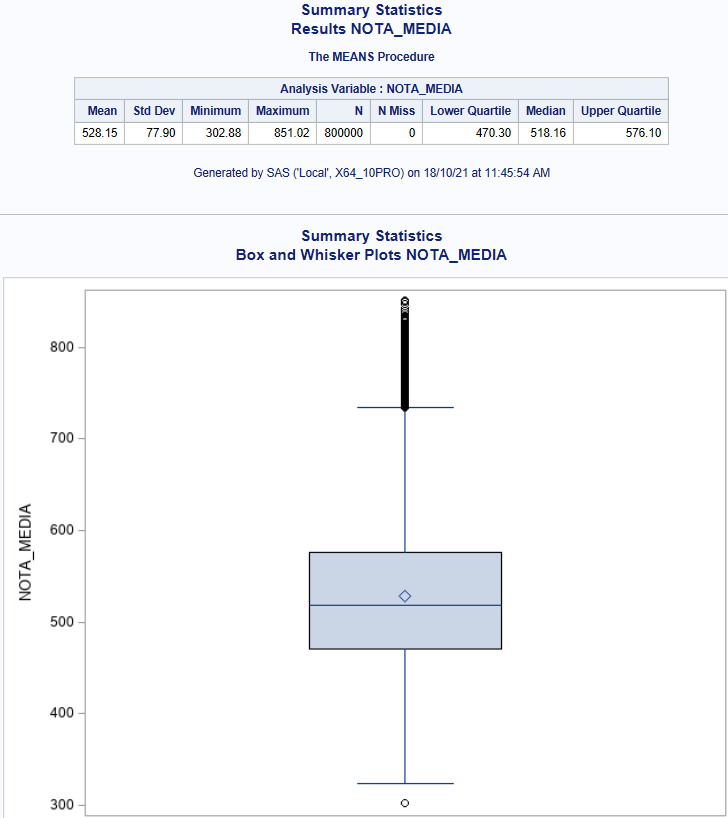 Summary Statistics
Results NOTA_MEDIA
The MEANS Procedure
Analysis Variable : NOTA_MEDIA
Mean Std Dev Minimum Maximum N N Miss Lower Quartile Median Upper Quartile
528.15 77.90 302.88 851.02 800000 0 470.30 518.16 576.10
Generated by SAS ('Local', X64_10PRO) on 18/10/21 at 11:45:54 AM
Summary Statistics
Box and Whisker Plots NOTA_MEDIA
800
700
600
500
400
300
NOTA_MEDIA